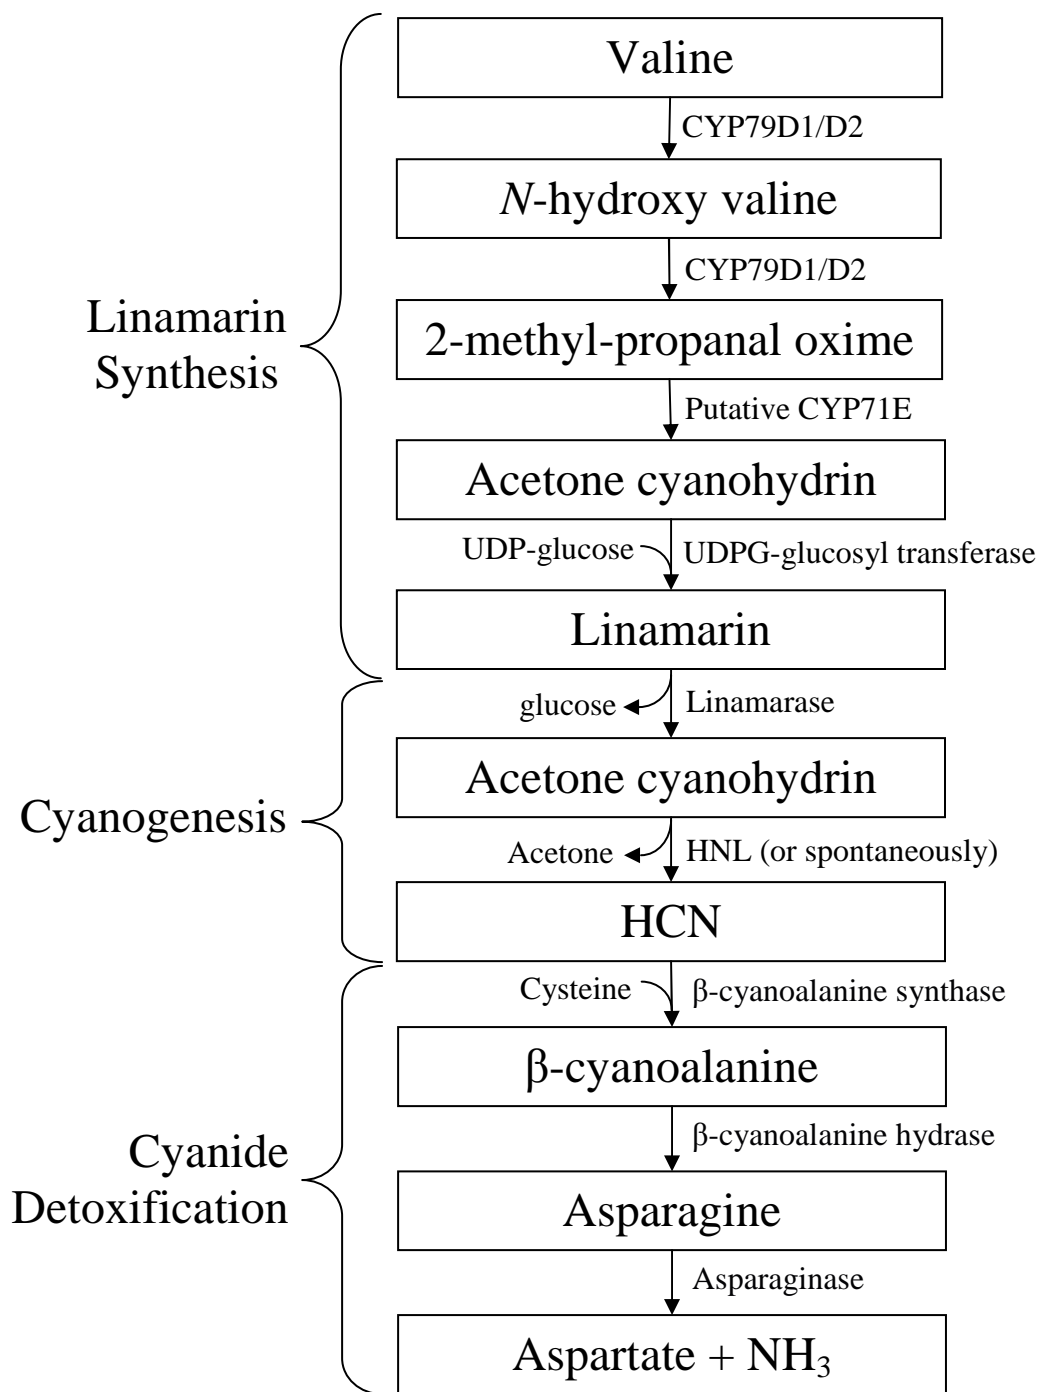 Valine
CYP79D1/D2
N-hydroxy valine
CYP79D1/D2
Linamarin
Synthesis
2-methyl-propanal oxime
Putative CYP71E
Acetone cyanohydrin
UDP-glucose
UDPG-glucosyl transferase
Linamarin
glucose
Linamarase
Acetone cyanohydrin
Cyanogenesis
Acetone
HNL (or spontaneously)
HCN
Cysteine
β-cyanoalanine synthase
β-cyanoalanine
β-cyanoalanine hydrase
Cyanide
Detoxification
Asparagine
Asparaginase
Aspartate + NH₃